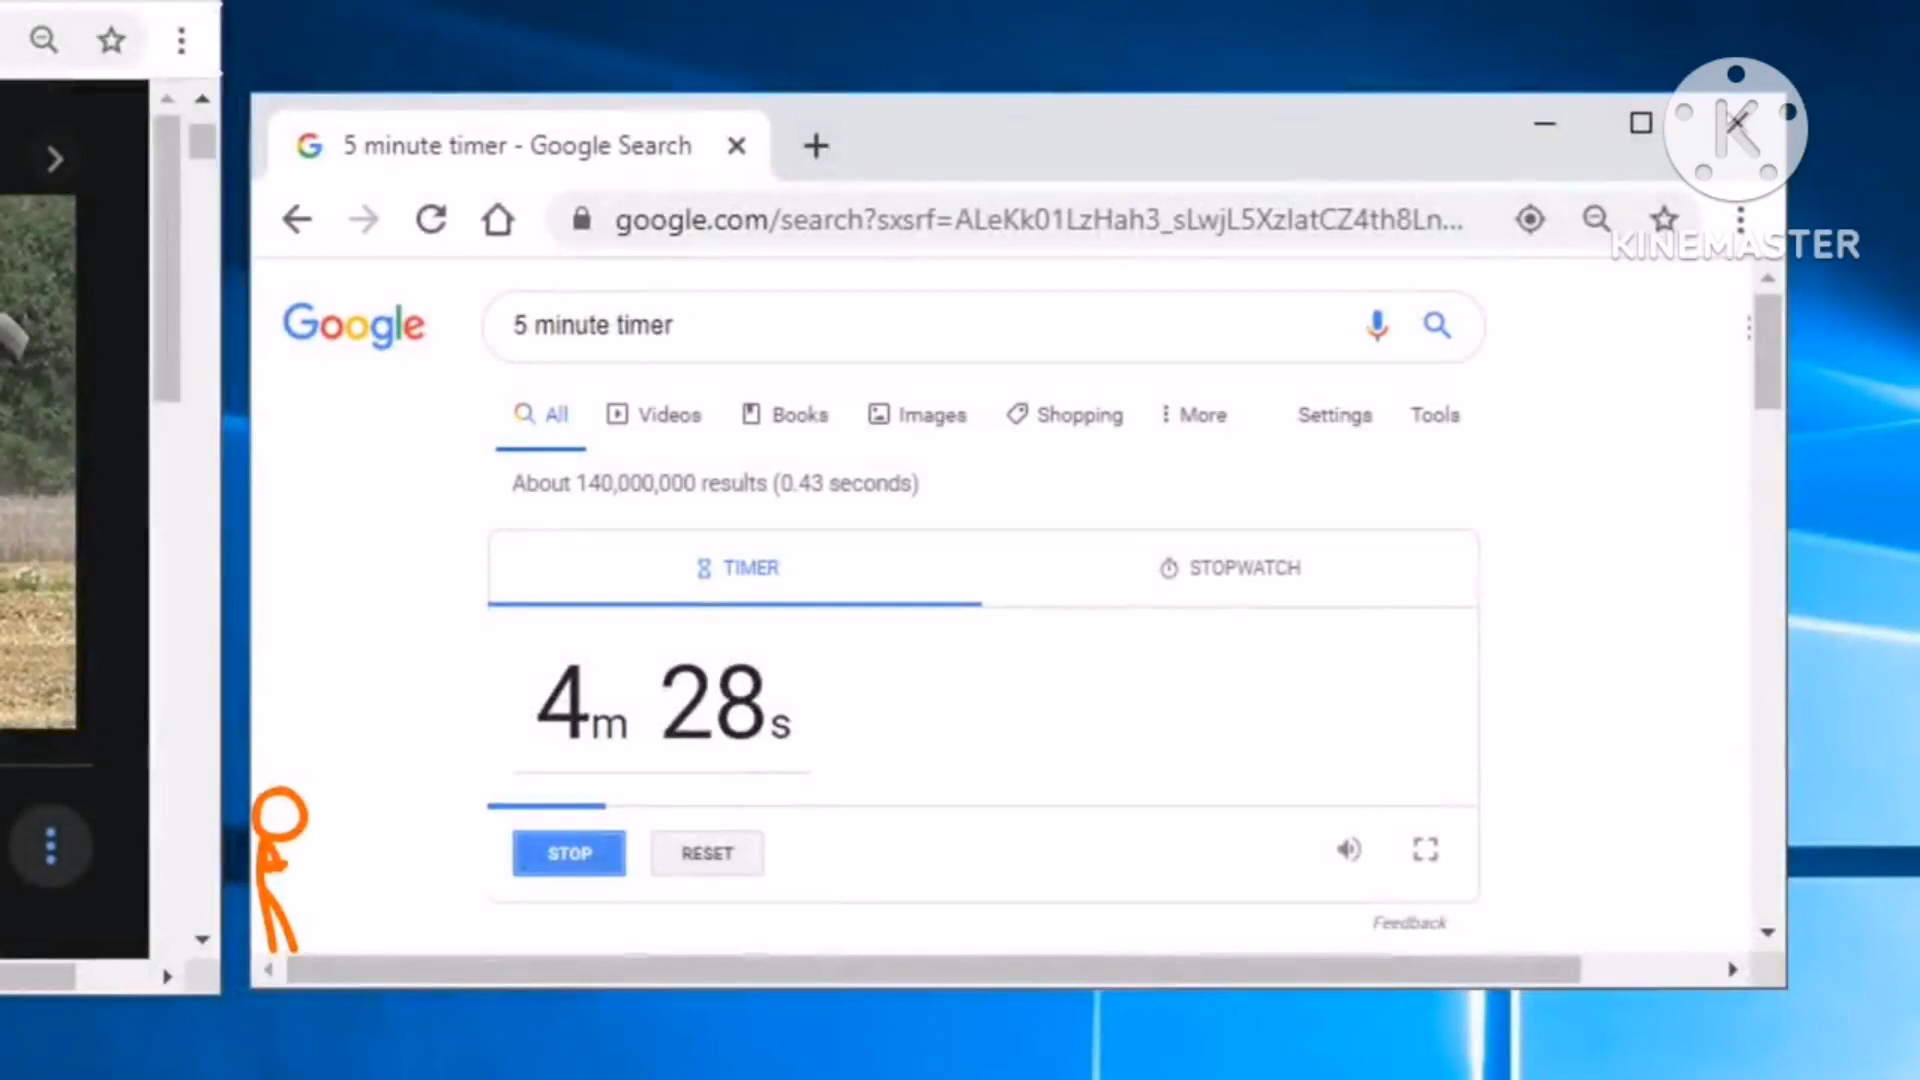 5 minute timer - Google Search
google.com/search?sxsrf=ALeKk01LzHah3_sLwjL5XzIatCZ4th8Ln...
K
KINEMASTER
Google
5 minute timer
All Videos Books Images Shopping More Settings Tools
About 140,000,000 results (0.43 seconds)
TIMER STOPWATCH
4m 28s
STOP RESET
Feedback